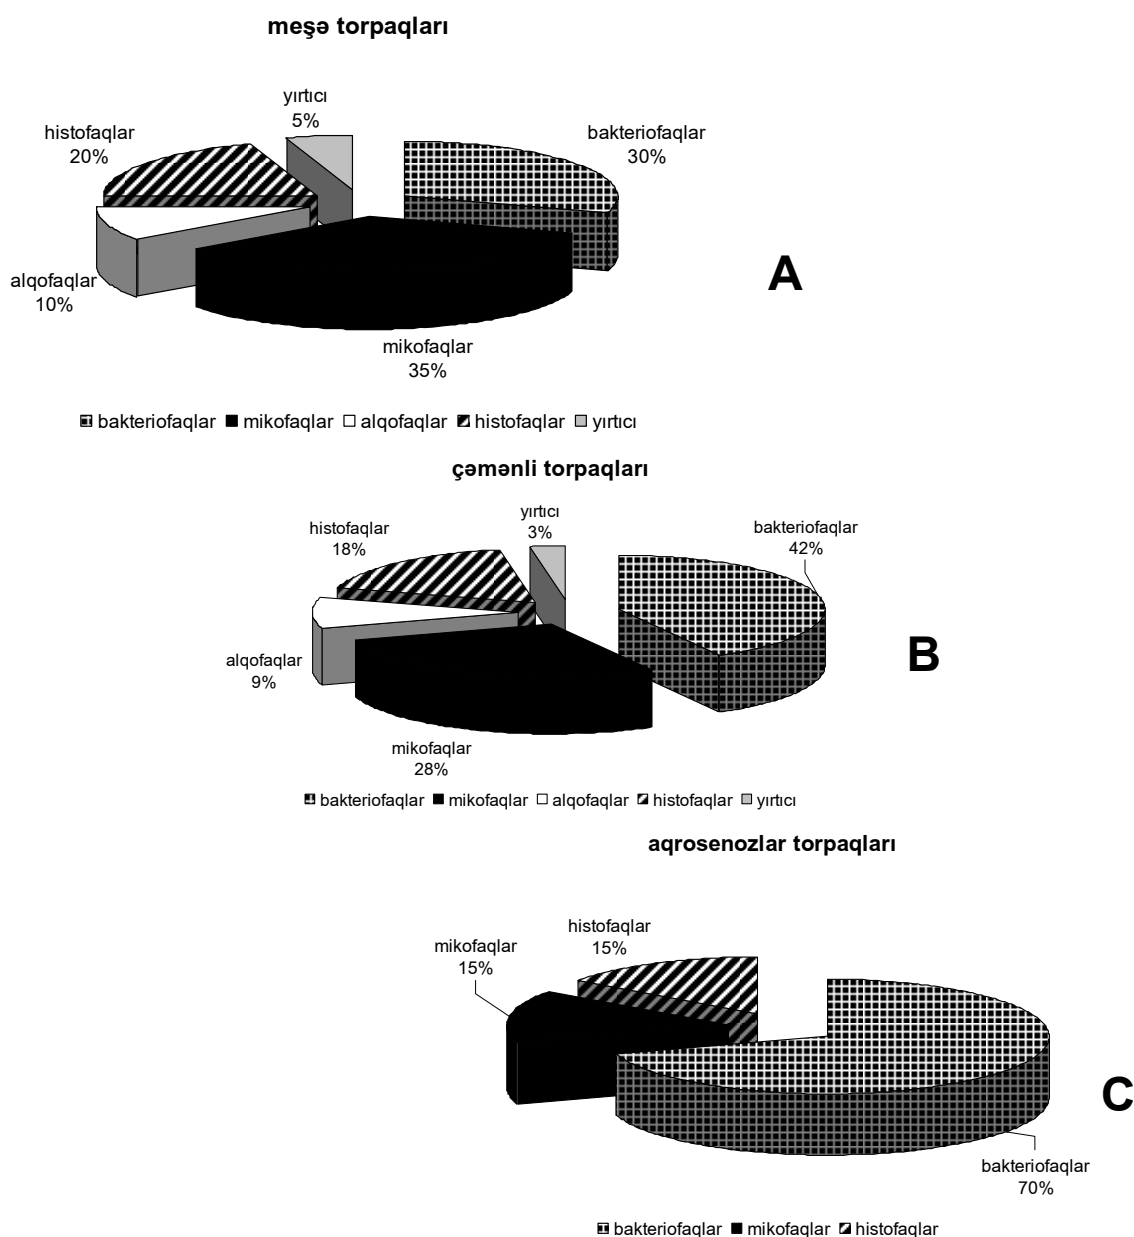 meşə torpaqları
yırtıcı
5%
histofaqlar
20%
bakteriofaqlar
30%
alqofaqlar
10%
A
mikofaqlar
35%
bakteriofaqlar mikofaqlar alqofaqlar histofaqlar yırtıcı
çəmənli torpaqları
yırtıcı
3%
histofaqlar
18%
bakteriofaqlar
42%
B
alqofaqlar
9%
mikofaqlar
28%
bakteriofaqlar mikofaqlar alqofaqlar histofaqlar yırtıcı
aqrosenozlar torpaqları
histofaqlar
15%
mikofaqlar
15%
C
bakteriofaqlar
70%
bakteriofaqlar mikofaqlar histofaqlar